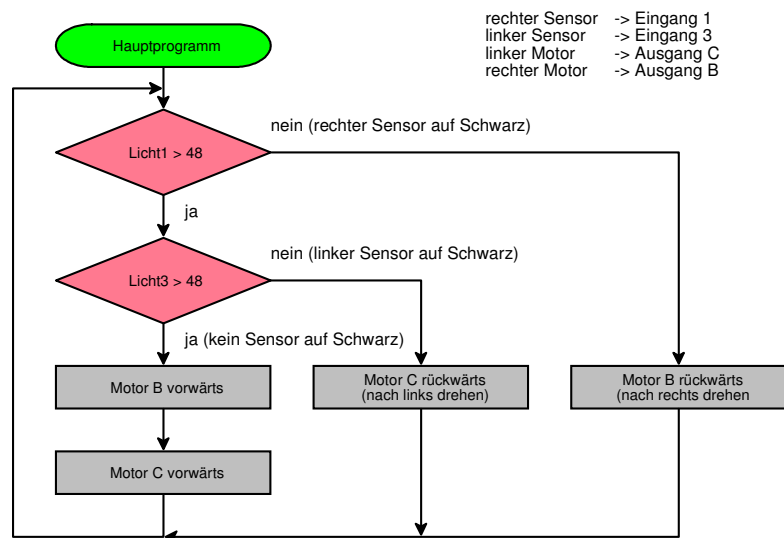 rechter Sensor -> Eingang 1
linker Sensor -> Eingang 3
linker Motor -> Ausgang C
rechter Motor -> Ausgang B
Hauptprogramm
nein (rechter Sensor auf Schwarz)
Licht1 > 48
ja
nein (linker Sensor auf Schwarz)
Licht3 > 48
ja (kein Sensor auf Schwarz)
Motor B vorwärts
Motor C rückwärts
(nach links drehen)
Motor B rückwärts
(nach rechts drehen
Motor C vorwärts